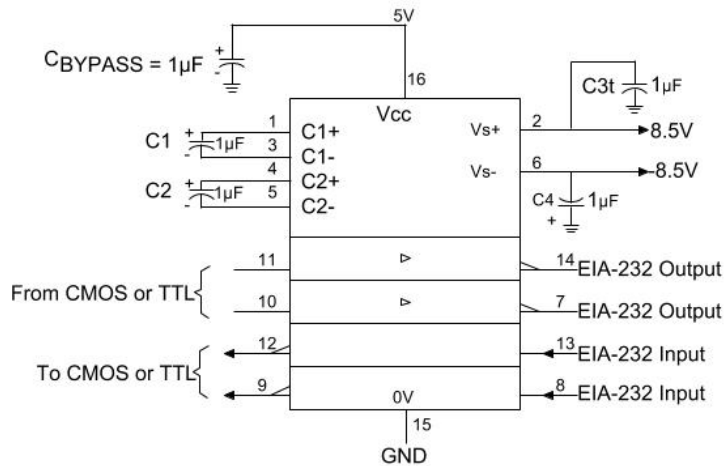 5V
CBYPASS = 1µF
+
-
16
Vcc
C3t
+
1µF
C1
+
-
1µF
1
3
C1+
C1-
Vs+
2
8.5V
C2
+
-
1µF
4
5
C2+
C2-
Vs-
6
-8.5V
C4
1µF
+
From CMOS or TTL
11
14
EIA-232 Output
10
7
EIA-232 Output
To CMOS or TTL
12
13
EIA-232 Input
9
8
EIA-232 Input
0V
15
GND